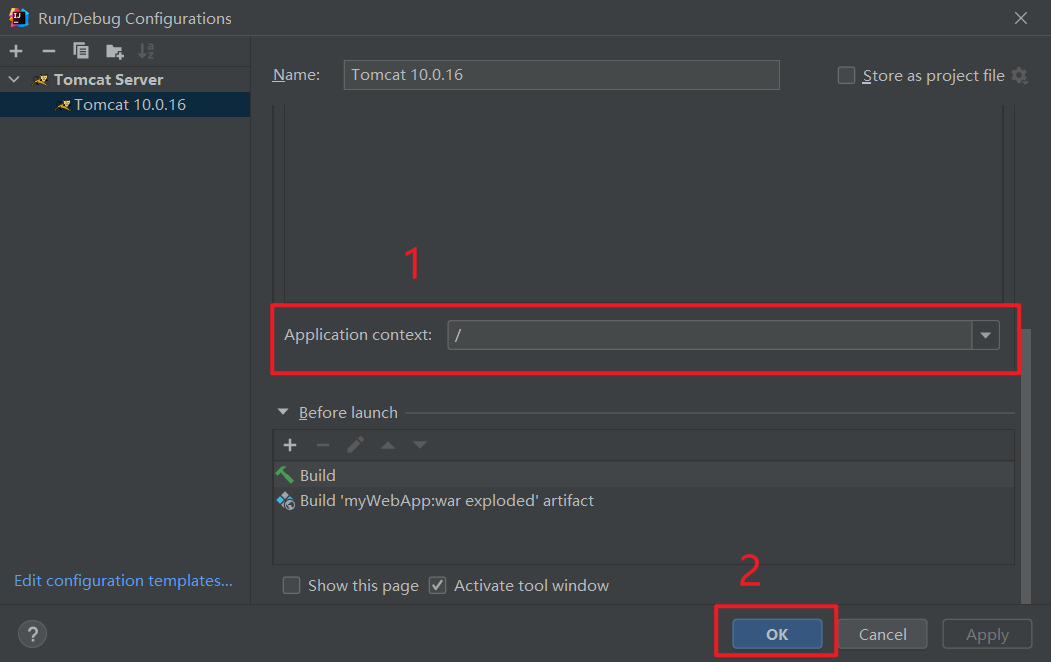 Run/Debug Configurations
Tomcat Server
Tomcat 10.0.16
Name: Tomcat 10.0.16 Store as project file
1
Application context: /
Before launch
Build
Build 'myWebApp:war exploded' artifact
Edit configuration templates...
Show this page Activate tool window
2
? OK Cancel Apply